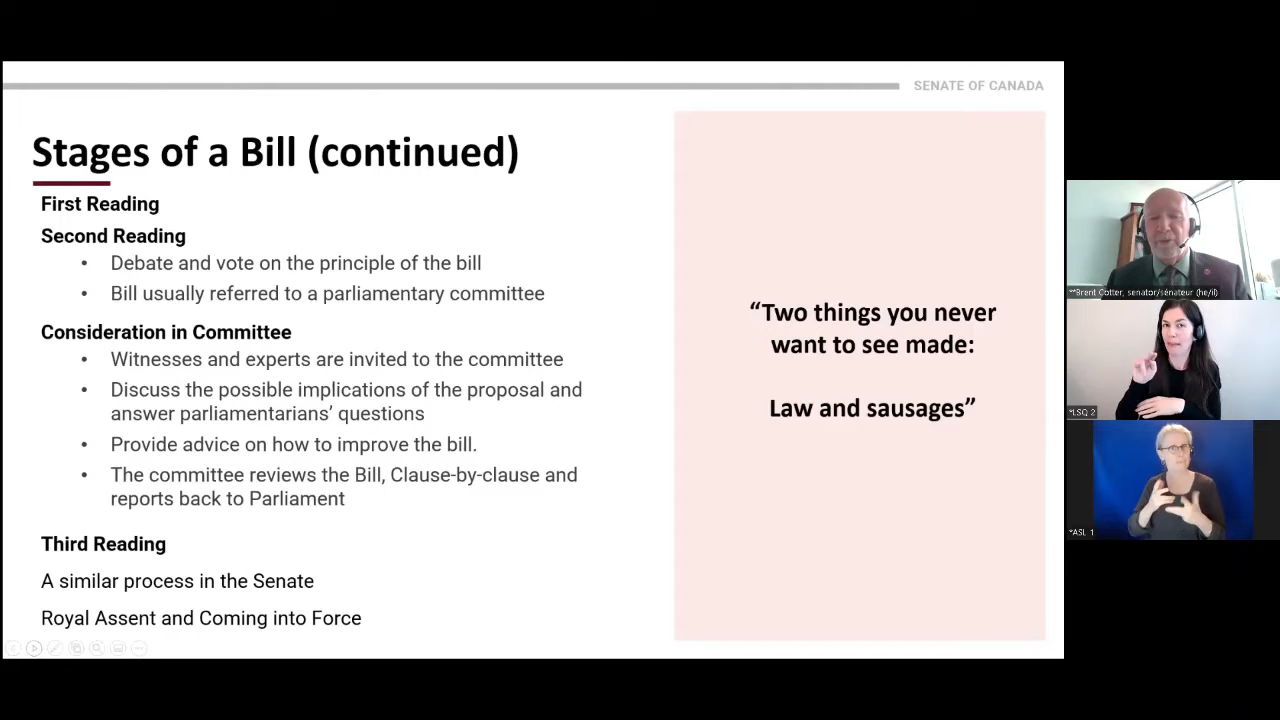 SENATE OF CANADA
Stages of a Bill (continued)
First Reading
Second Reading
• Debate and vote on the principle of the bill
• Bill usually referred to a parliamentary committee
Consideration in Committee
• Witnesses and experts are invited to the committee
• Discuss the possible implications of the proposal and
answer parliamentarians’ questions
• Provide advice on how to improve the bill.
• The committee reviews the Bill, Clause-by-clause and
reports back to Parliament
Third Reading
A similar process in the Senate
Royal Assent and Coming into Force
“Two things you never
want to see made:
Law and sausages”
**Brent Cotter, senator/sénateur (he/il)
*LSQ 2
*ASL 1